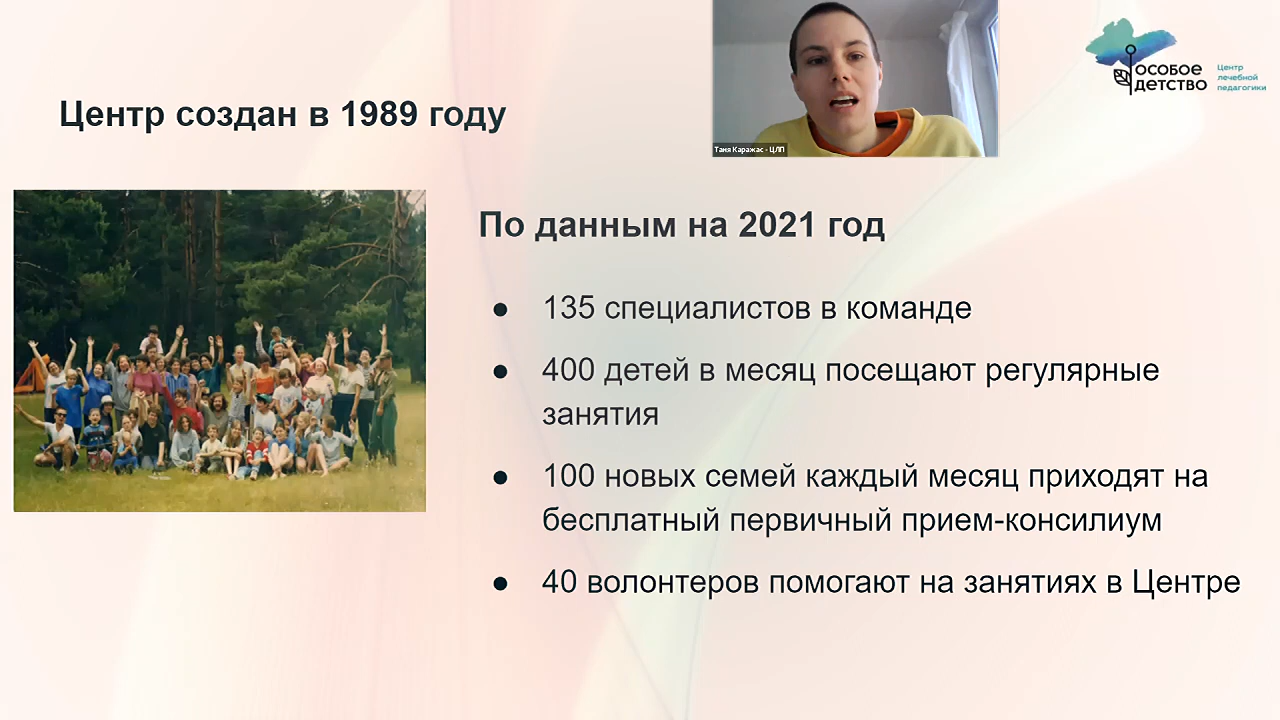 Центр создан в 1989 году
Таня Каражас - ЦЛП
особое
детство
Центр
лечебной
педагогики
По данным на 2021 год
● 135 специалистов в команде
● 400 детей в месяц посещают регулярные
занятия
● 100 новых семей каждый месяц приходят на
бесплатный первичный прием-консилиум
● 40 волонтеров помогают на занятиях в Центре